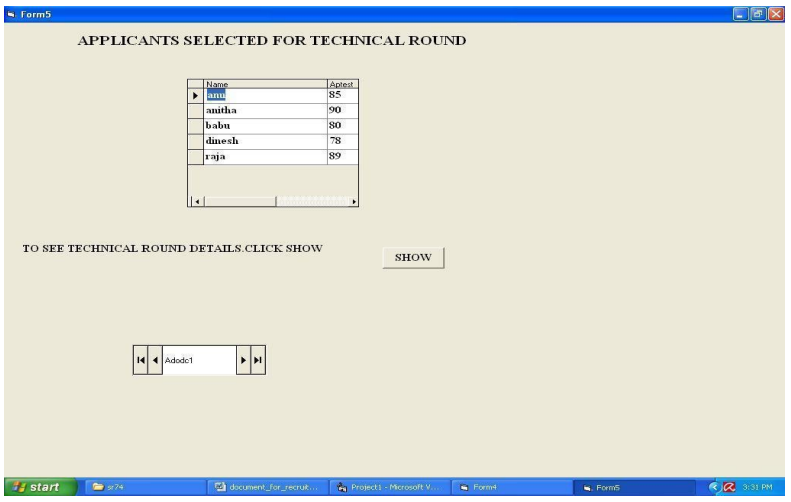 Form5
APPLICANTS SELECTED FOR TECHNICAL ROUND
Name Aptest
anu 85
anitha 90
babu 80
dinesh 78
raja 89
TO SEE TECHNICAL ROUND DETAILS.CLICK SHOW
SHOW
Adodc1
start sr74 document_for_recruit... Project1 - Microsoft V... Form4 Form5 3:31 PM